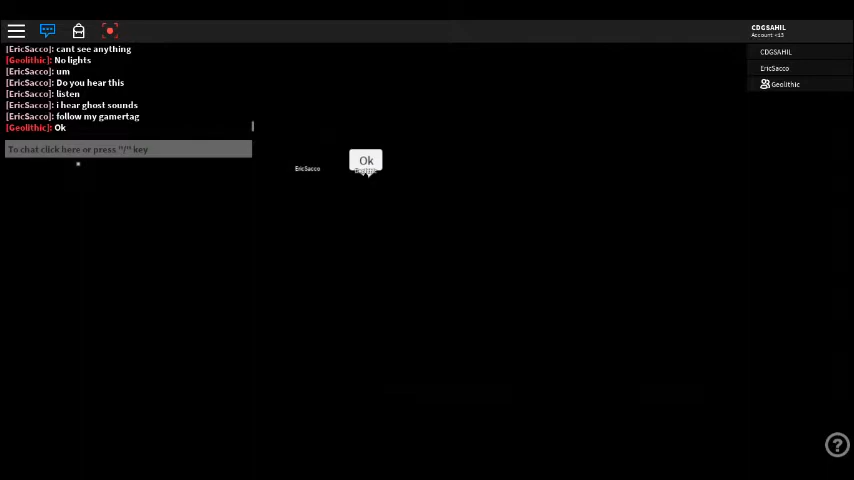 CDGSAHIL
Account <13
CDGSAHIL
EricSacco
Geolithic
[EricSacco]: cant see anything
[Geolithic]: No lights
[EricSacco]: um
[EricSacco]: Do you hear this
[EricSacco]: listen
[EricSacco]: i hear ghost sounds
[EricSacco]: follow my gamertag
[Geolithic]: Ok
To chat click here or press "/" key
Ok
EricSacco
?